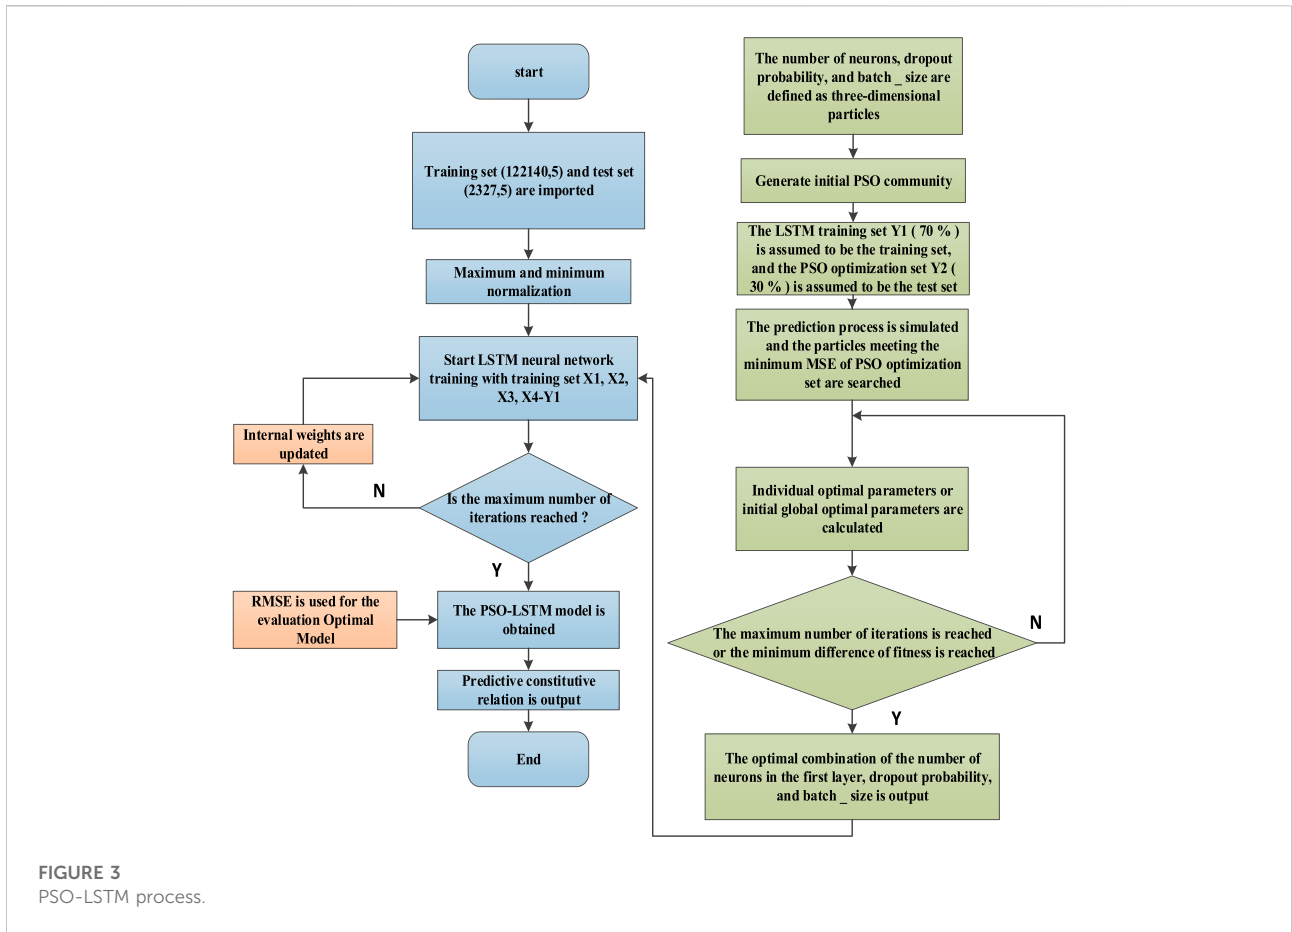 start
Training set (122140,5) and test set
(2327,5) are imported
Maximum and minimum
normalization
Start LSTM neural network
training with training set X1, X2,
X3, X4-Y1
Internal weights are
updated
N
Is the maximum number of
iterations reached ?
Y
RMSE is used for the
evaluation Optimal
Model
The PSO-LSTM model is
obtained
Predictive constitutive
relation is output
End
The number of neurons, dropout
probability, and batch _ size are
defined as three-dimensional
particles
Generate initial PSO community
The LSTM training set Y1 ( 70 % )
is assumed to be the training set,
and the PSO optimization set Y2 (
30 % ) is assumed to be the test set
The prediction process is simulated
and the particles meeting the
minimum MSE of PSO optimization
set are searched
Individual optimal parameters or
initial global optimal parameters are
calculated
The maximum number of iterations is reached
or the minimum difference of fitness is reached
N
Y
The optimal combination of the number of
neurons in the first layer, dropout probability,
and batch _ size is output
FIGURE 3
PSO-LSTM process.